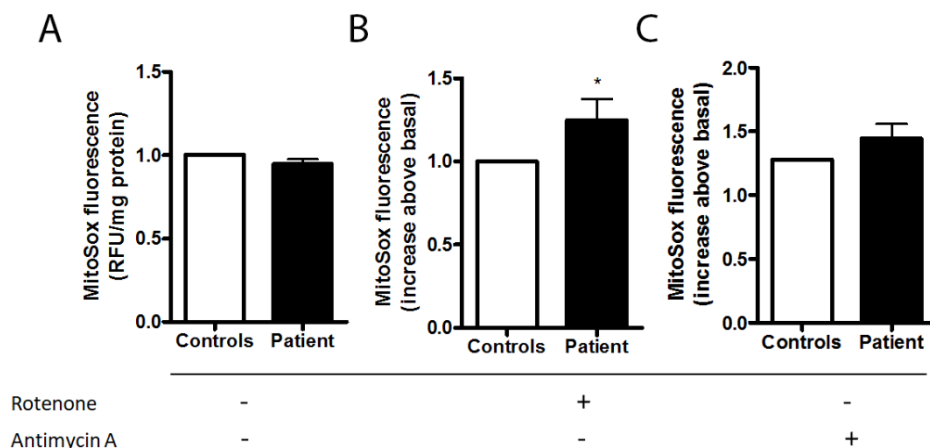 A
MitoSox fluorescence
(RFU/mg protein)
1.5
1.0
0.5
0.0
Controls Patient
B
MitoSox fluorescence
(increase above basal)
1.5
1.0
0.5
0.0
*
Controls Patient
C
MitoSox fluorescence
(increase above basal)
2.0
1.5
1.0
0.5
0.0
Controls Patient
Rotenone - + -
Antimycin A - - +